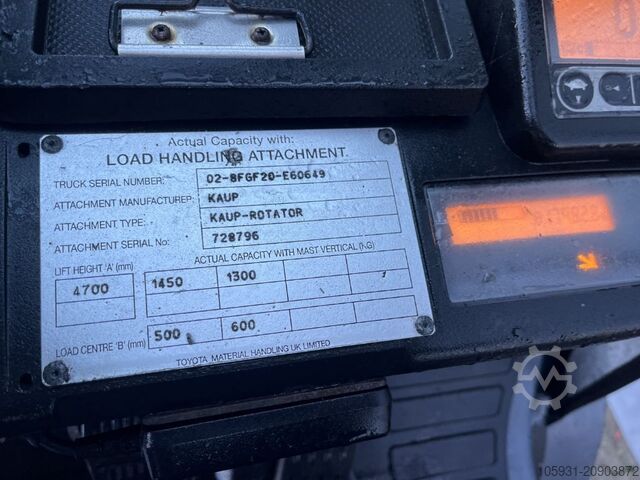 Actual Capacity with:
LOAD HANDLING ATTACHMENT.
TRUCK SERIAL NUMBER: 02-8FGF20-E60649
ATTACHMENT MANUFACTURER: KAUP
ATTACHMENT TYPE: KAUP-ROTATOR
ATTACHMENT SERIAL No: 728796
LIFT HEIGHT 'A' (mm) ACTUAL CAPACITY WITH MAST VERTICAL (KG)
4700 1450 1300
LOAD CENTRE 'B' (mm) 500 600
TOYOTA MATERIAL HANDLING UK LIMITED
105931-20903872